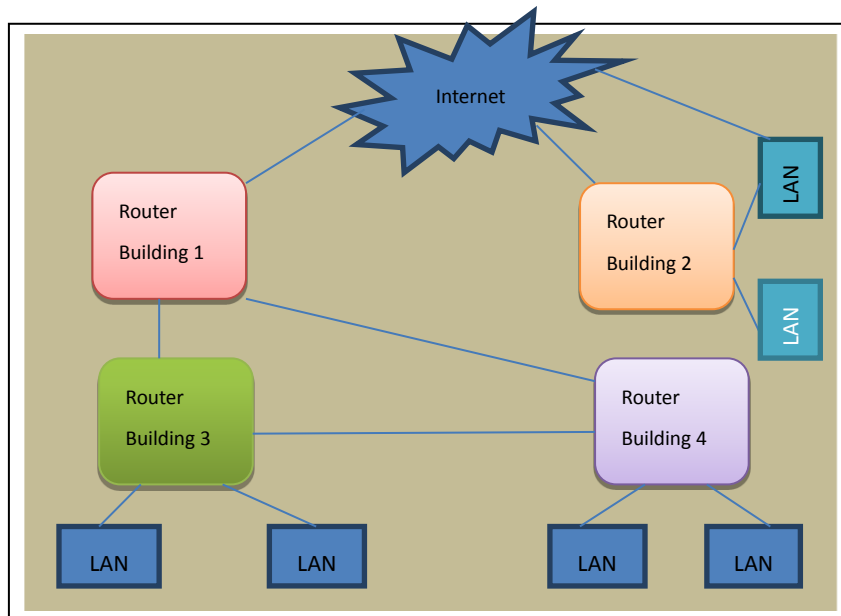 Internet
LAN
Router
Building 1
Router
Building 2
LAN
Router
Building 3
Router
Building 4
LAN
LAN
LAN
LAN